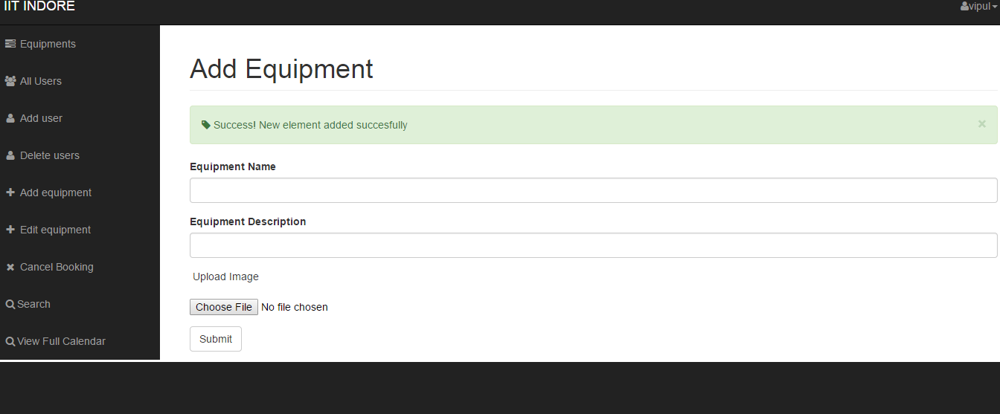 IIT INDORE
vipul
Equipments
All Users
Add user
Delete users
Add equipment
Edit equipment
Cancel Booking
Search
View Full Calendar
Add Equipment
Success! New element added succesfully
×
Equipment Name
Equipment Description
Upload Image
Choose File No file chosen
Submit